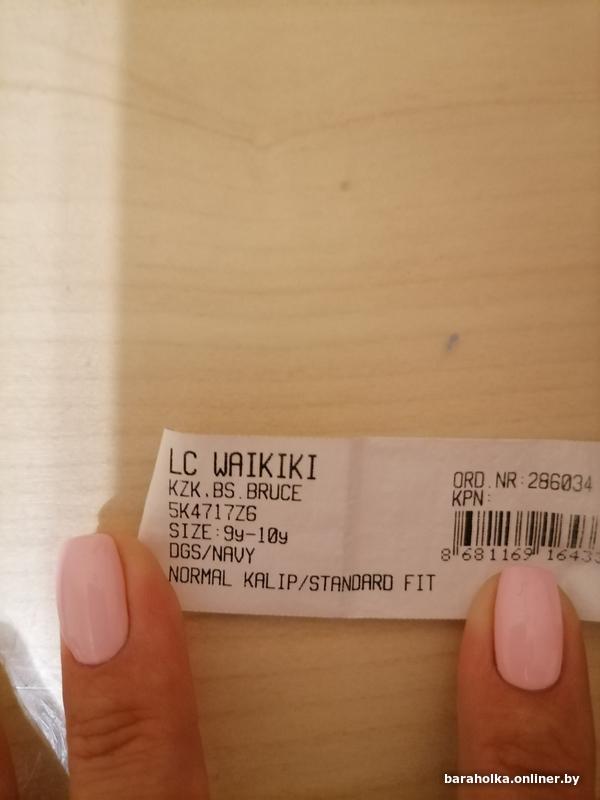 LC WAIKIKI
KZK.BS.BRUCE
5K4717Z6
SIZE:9y-10y
DGS/NAVY
NORMAL KALIP/STANDARD FIT
ORD.NR:286034
KPN:
8 681169 16433
baraholka.onliner.by